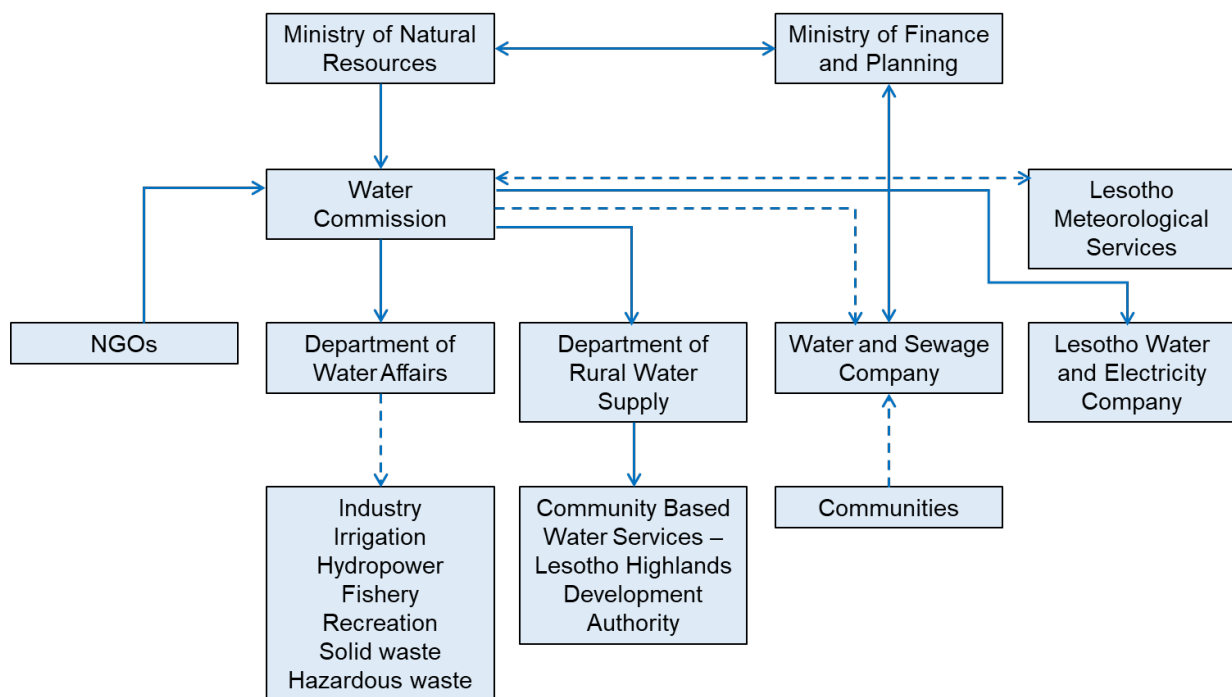 Ministry of Natural
Resources
Ministry of Finance
and Planning
Water
Commission
Lesotho
Meteorological
Services
NGOs
Department of
Water Affairs
Department of
Rural Water
Supply
Water and Sewage
Company
Lesotho Water
and Electricity
Company
Industry
Irrigation
Hydropower
Fishery
Recreation
Solid waste
Hazardous waste
Community Based
Water Services –
Lesotho Highlands
Development
Authority
Communities